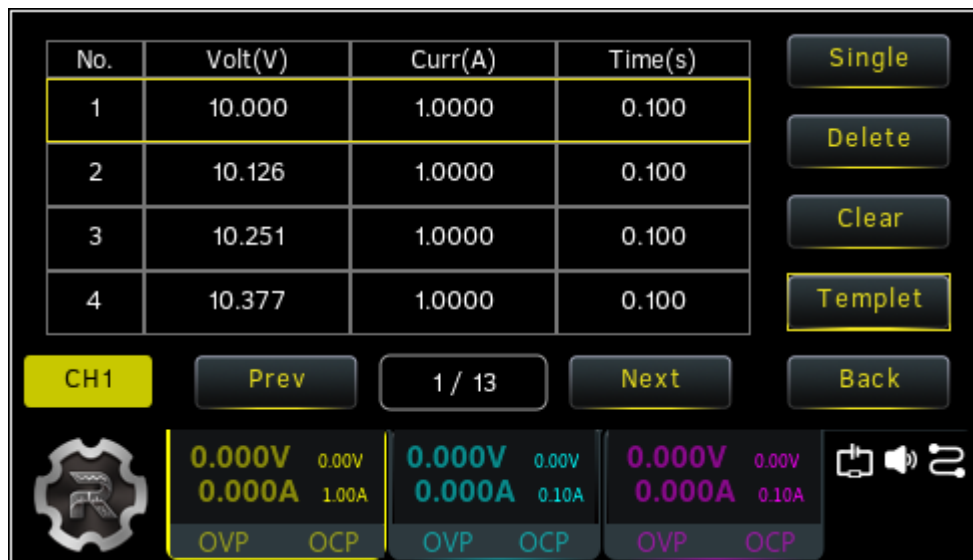 No. Volt(V) Curr(A) Time(s) Single
1 10.000 1.0000 0.100
Delete
2 10.126 1.0000 0.100
3 10.251 1.0000 0.100 Clear
4 10.377 1.0000 0.100 Templet
CH1 Prev 1 / 13 Next Back
0.000V 0.00V 0.000V 0.00V 0.000V 0.00V
0.000A 1.00A 0.000A 0.10A 0.000A 0.10A
OVP OCP OVP OCP OVP OCP